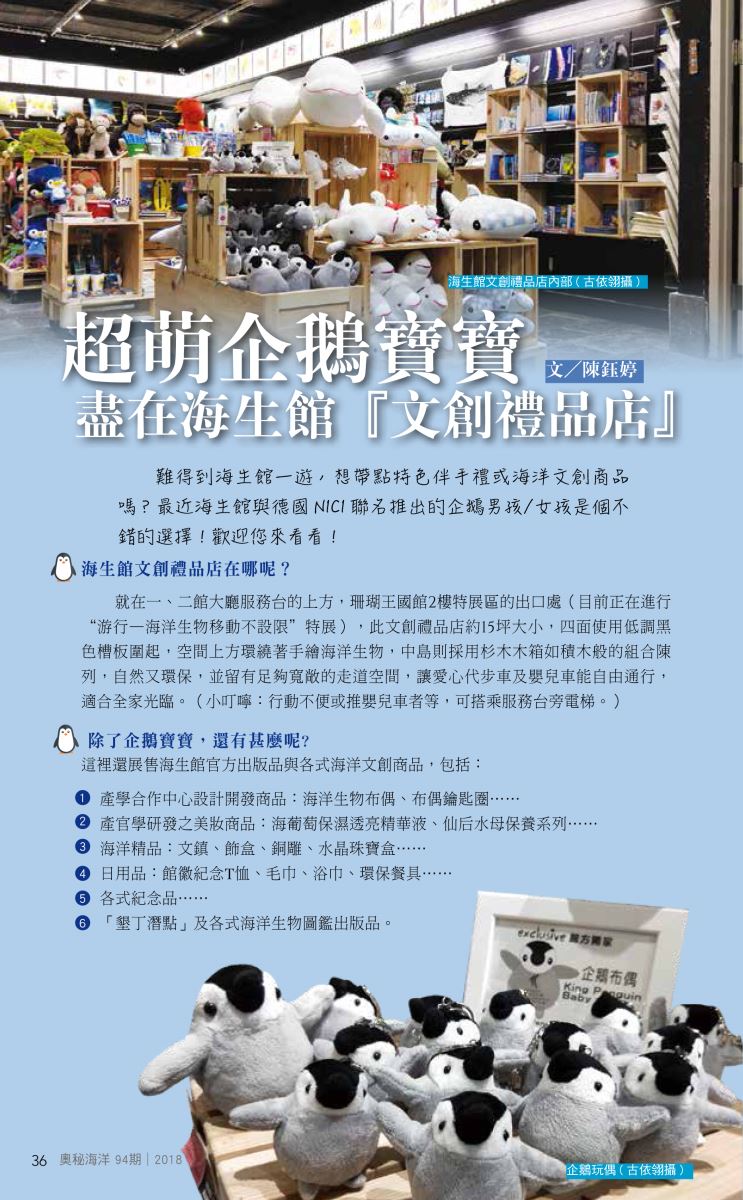 海生館文創禮品店內部（古依翎攝）
超萌企鵝寶寶
文／陳鈺婷
盡在海生館『文創禮品店』
難得到海生館一遊，想帶點特色伴手禮或海洋文創商品
嗎？最近海生館與德國 NICI 聯名推出的企鵝男孩/女孩是個不
錯的選擇！歡迎您來看看！
海生館文創禮品店在哪呢？
就在一、二館大廳服務台的上方，珊瑚王國館2樓特展區的出口處（目前正在進行
“游行—海洋生物移動不設限”特展），此文創禮品店約15坪大小，四面使用低調黑
色槽板圍起，空間上方環繞著手繪海洋生物，中島則採用杉木木箱如積木般的組合陳
列，自然又環保，並留有足夠寬敞的走道空間，讓愛心代步車及嬰兒車能自由通行，
適合全家光臨。（小叮嚀：行動不便或推嬰兒車者等，可搭乘服務台旁電梯。）
除了企鵝寶寶，還有甚麼呢?
這裡還展售海生館官方出版品與各式海洋文創商品，包括：
1 產學合作中心設計開發商品：海洋生物布偶、布偶鑰匙圈……
2 產官學研發之美妝商品：海葡萄保濕透亮精華液、仙后水母保養系列……
3 海洋精品：文鎮、飾盒、銅雕、水晶珠寶盒……
4 日用品：館徽紀念T恤、毛巾、浴巾、環保餐具……
5 各式紀念品……
6 「墾丁潛點」及各式海洋生物圖鑑出版品。
exclusive 官方獨家
企鵝布偶
King Penguin
Baby
36 奧秘海洋 94期｜2018
企鵝玩偶（古依翎攝）